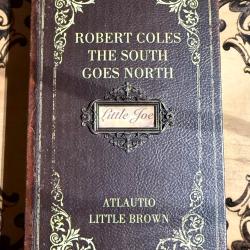 ROBERT COLES
THE SOUTH
GOES NORTH
Little Joe
ATLAUTIO
LITTLE BROWN